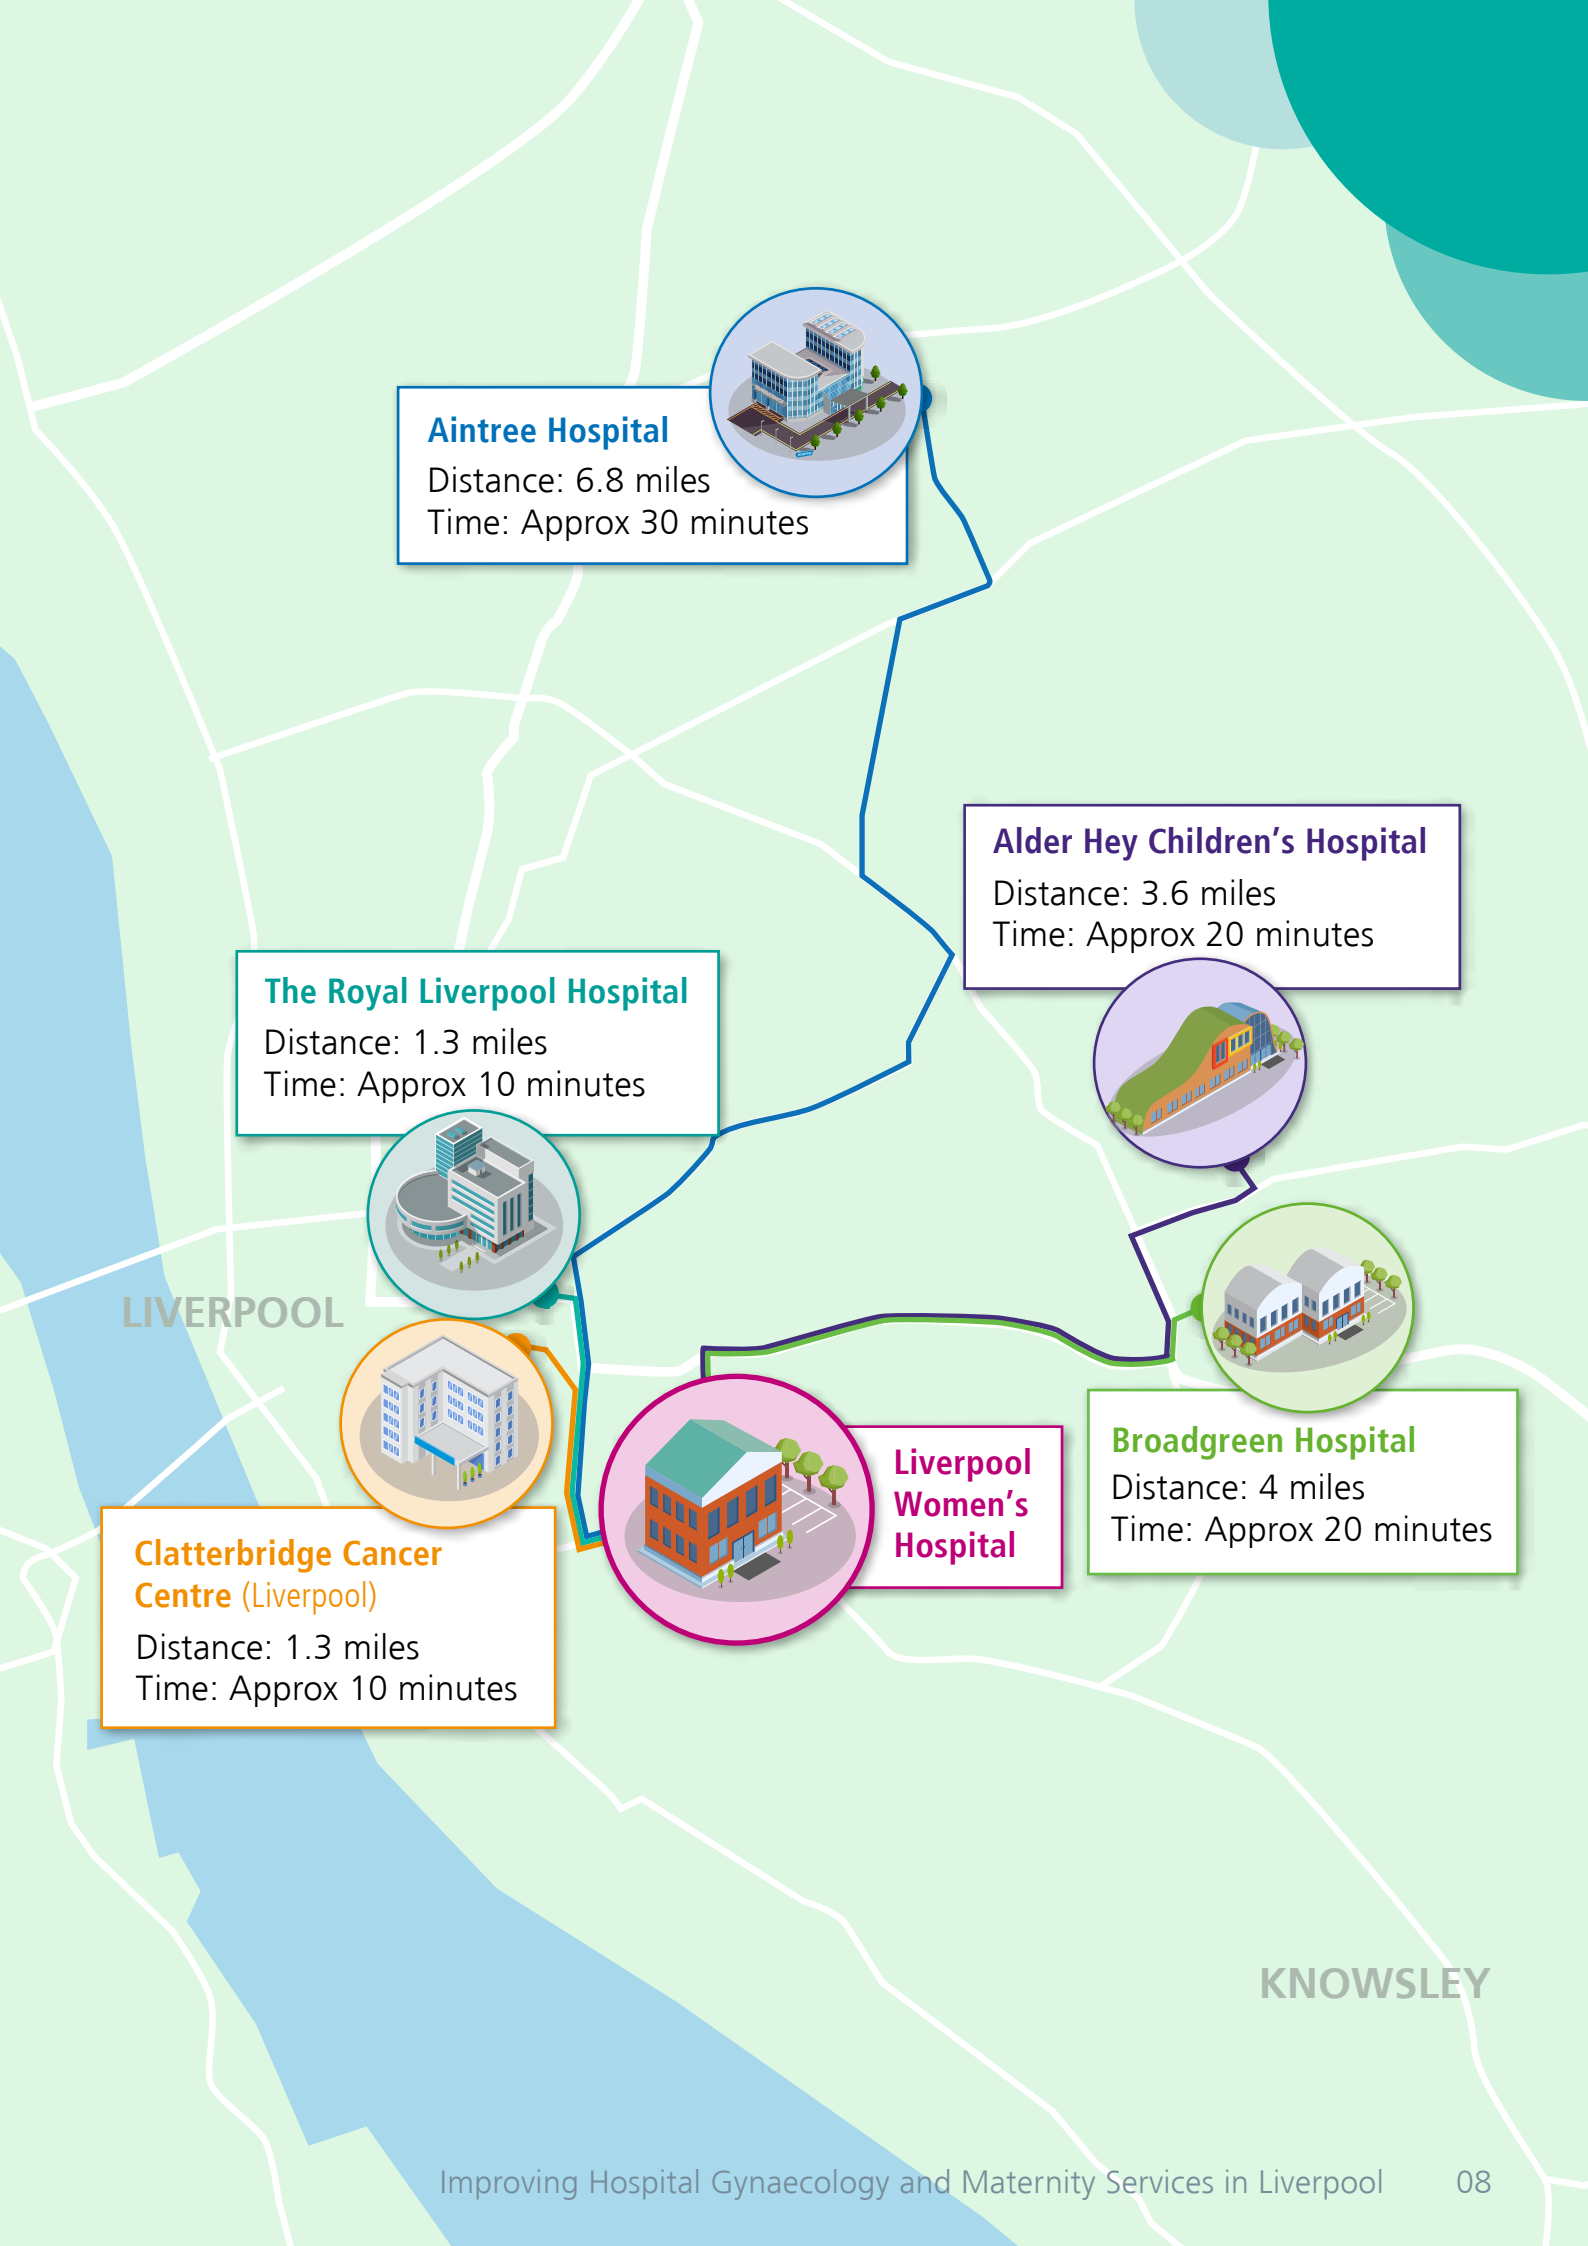 Aintree Hospital
Distance: 6.8 miles
Time: Approx 30 minutes
Alder Hey Children’s Hospital
Distance: 3.6 miles
Time: Approx 20 minutes
The Royal Liverpool Hospital
Distance: 1.3 miles
Time: Approx 10 minutes
LIVERPOOL
Broadgreen Hospital
Distance: 4 miles
Time: Approx 20 minutes
Liverpool
Women’s
Hospital
Clatterbridge Cancer
Centre (Liverpool)
Distance: 1.3 miles
Time: Approx 10 minutes
KNOWSLEY
Improving Hospital Gynaecology and Maternity Services in Liverpool 08